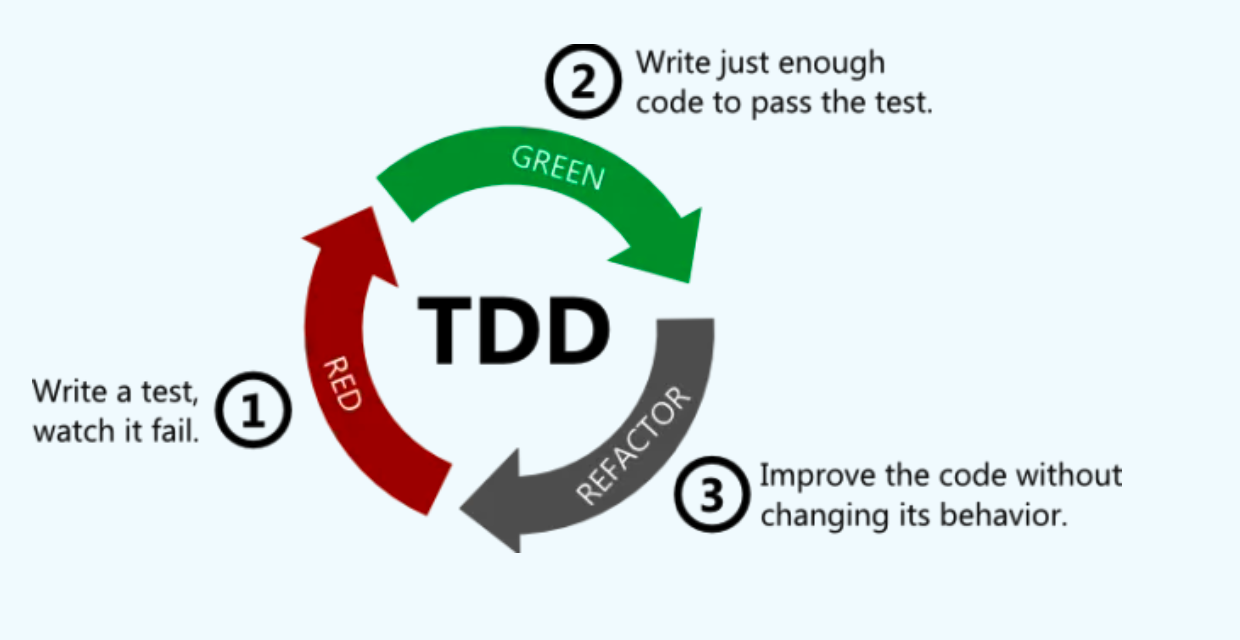 2
Write just enough
code to pass the test.
GREEN
TDD
RED
Write a test,
watch it fail.
1
REFACTOR
3
Improve the code without
changing its behavior.